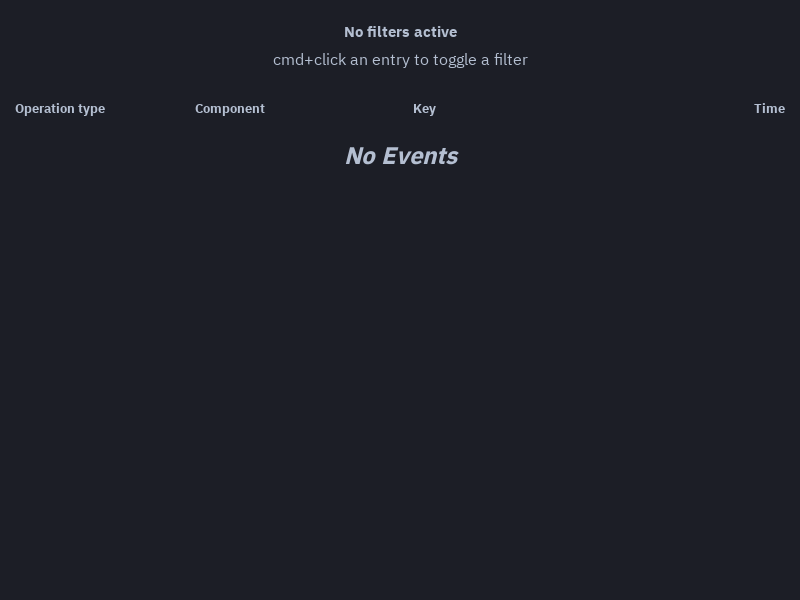 No filters active
cmd+click an entry to toggle a filter
Operation type Component Key Time
No Events